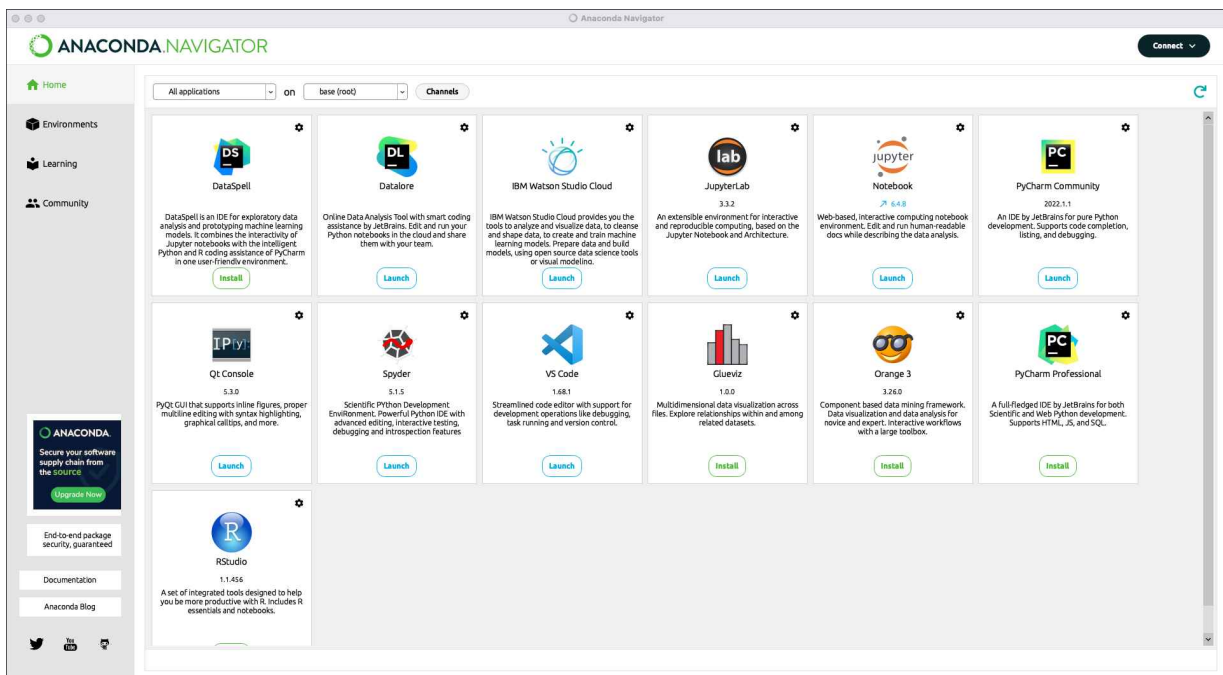 Anaconda Navigator
ANACONDA.NAVIGATOR
Connect
Home
Environments
Learning
Community
ANACONDA.
Secure your software
supply chain from
the source
Upgrade Now
End-to-end package
security, guaranteed
Documentation
Anaconda Blog
You
Tube
All applications
on
base (root)
Channels
DS
DataSpell
DataSpell is an IDE for exploratory data
analysis and prototyping machine learning
models. It combines the interactivity of
Jupyter notebooks with the intelligent
Python and R coding assistance of PyCharm
in one user-friendly environment.
Install
DL
Datalore
Online Data Analysis Tool with smart coding
assistance by JetBrains. Edit and run your
Python notebooks in the cloud and share
them with your team.
Launch
IBM Watson Studio Cloud
IBM Watson Studio Cloud provides you the
tools to analyze and visualize data, to cleanse
and shape data, to create and train machine
learning models. Prepare data and build
models, using open source data science tools
or visual modeling.
Launch
lab
JupyterLab
3.3.2
An extensible environment for interactive
and reproducible computing, based on the
Jupyter Notebook and Architecture.
Launch
jupyter
Notebook
6.4.8
Web-based, interactive computing notebook
environment. Edit and run human-readable
docs while describing the data analysis.
Launch
PC
PyCharm Community
2022.1.1
An IDE by JetBrains for pure Python
development. Supports code completion,
listing, and debugging.
Launch
IP[y]:
Qt Console
5.3.0
PyQt GUI that supports inline figures, proper
multiline editing with syntax highlighting,
graphical calltips, and more.
Launch
Spyder
5.1.5
Scientific PYthon Development
EnviRonment. Powerful Python IDE with
advanced editing, interactive testing,
debugging and introspection features
Launch
VS Code
1.68.1
Streamlined code editor with support for
development operations like debugging,
task running and version control.
Launch
Glueviz
1.0.0
Multidimensional data visualization across
files. Explore relationships within and among
related datasets.
Install
Orange 3
3.26.0
Component based data mining framework.
Data visualization and data analysis for
novice and expert. Interactive workflows
with a large toolbox.
Install
PC
PyCharm Professional
A full-fledged IDE by JetBrains for both
Scientific and Web Python development.
Supports HTML, JS, and SQL.
Install
R
RStudio
1.1.456
A set of integrated tools designed to help
you be more productive with R. Includes R
essentials and notebooks.